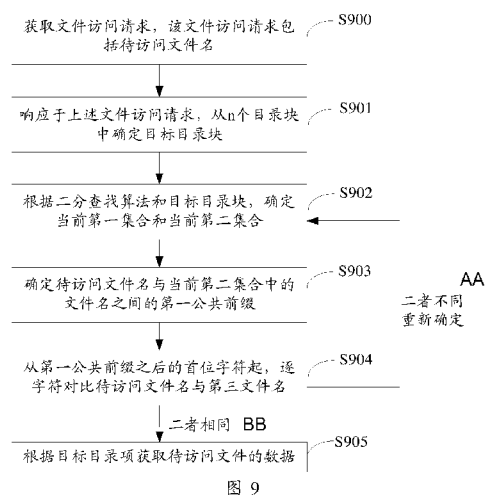 获取文件访问请求，该文件访问请求包
括待访问文件名
S900
响应于上述文件访问请求，从n个目录块
中确定目标目录块
S901
根据二分查找算法和目标目录块，确定
当前第一集合和当前第二集合
S902
确定待访问文件名与当前第二集合中的
文件名之间的第一公共前缀
S903
AA
二者不同
重新确定
从第一公共前缀之后的首位字符起，逐
字符对比待访问文件名与第三文件名
S904
二者相同 BB
根据目标目录项获取待访问文件的数据
S905
图 9